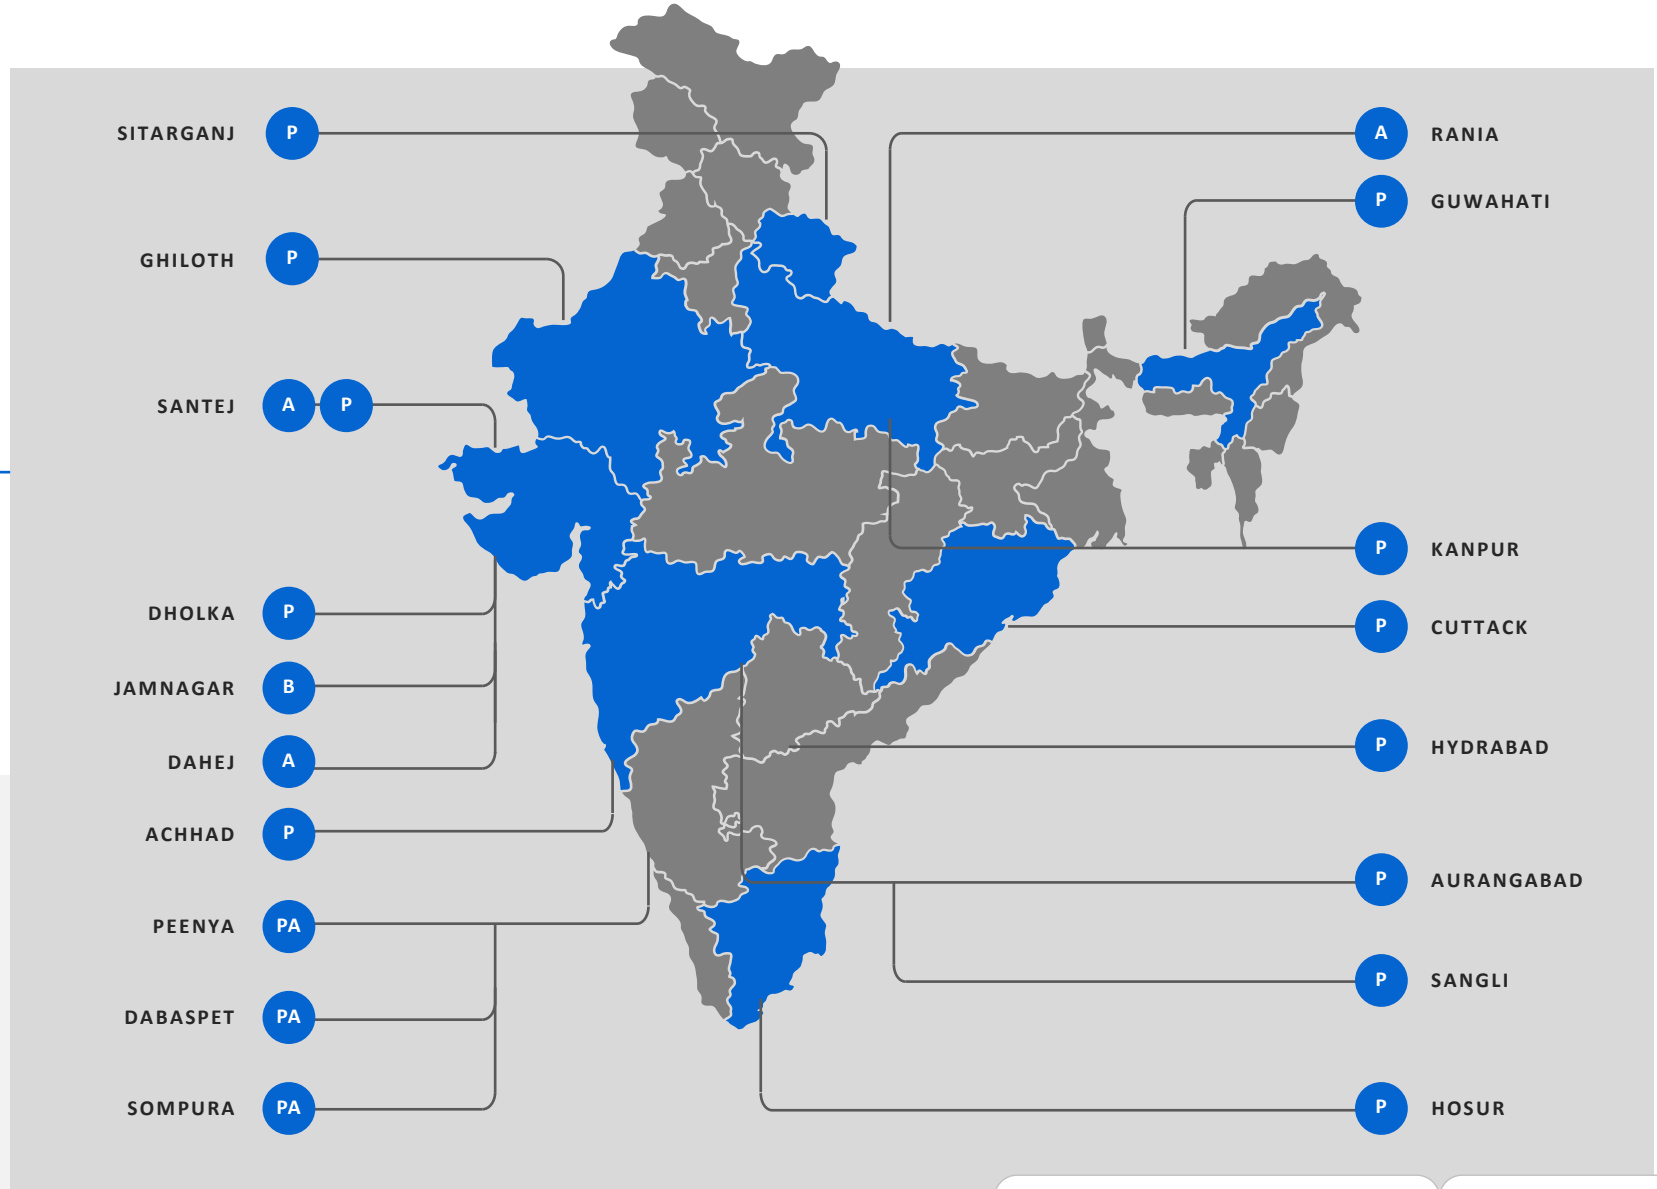 SITARGANJ P
GHILOTH P
SANTEJ A P
DHOLKA P
JAMNAGAR B
DAHEJ A
ACHHAD P
PEENYA PA
DABASPET PA
SOMPURA PA
A RANIA
P GUWAHATI
P KANPUR
P CUTTACK
P HYDRABAD
P AURANGABAD
P SANGLI
P HOSUR